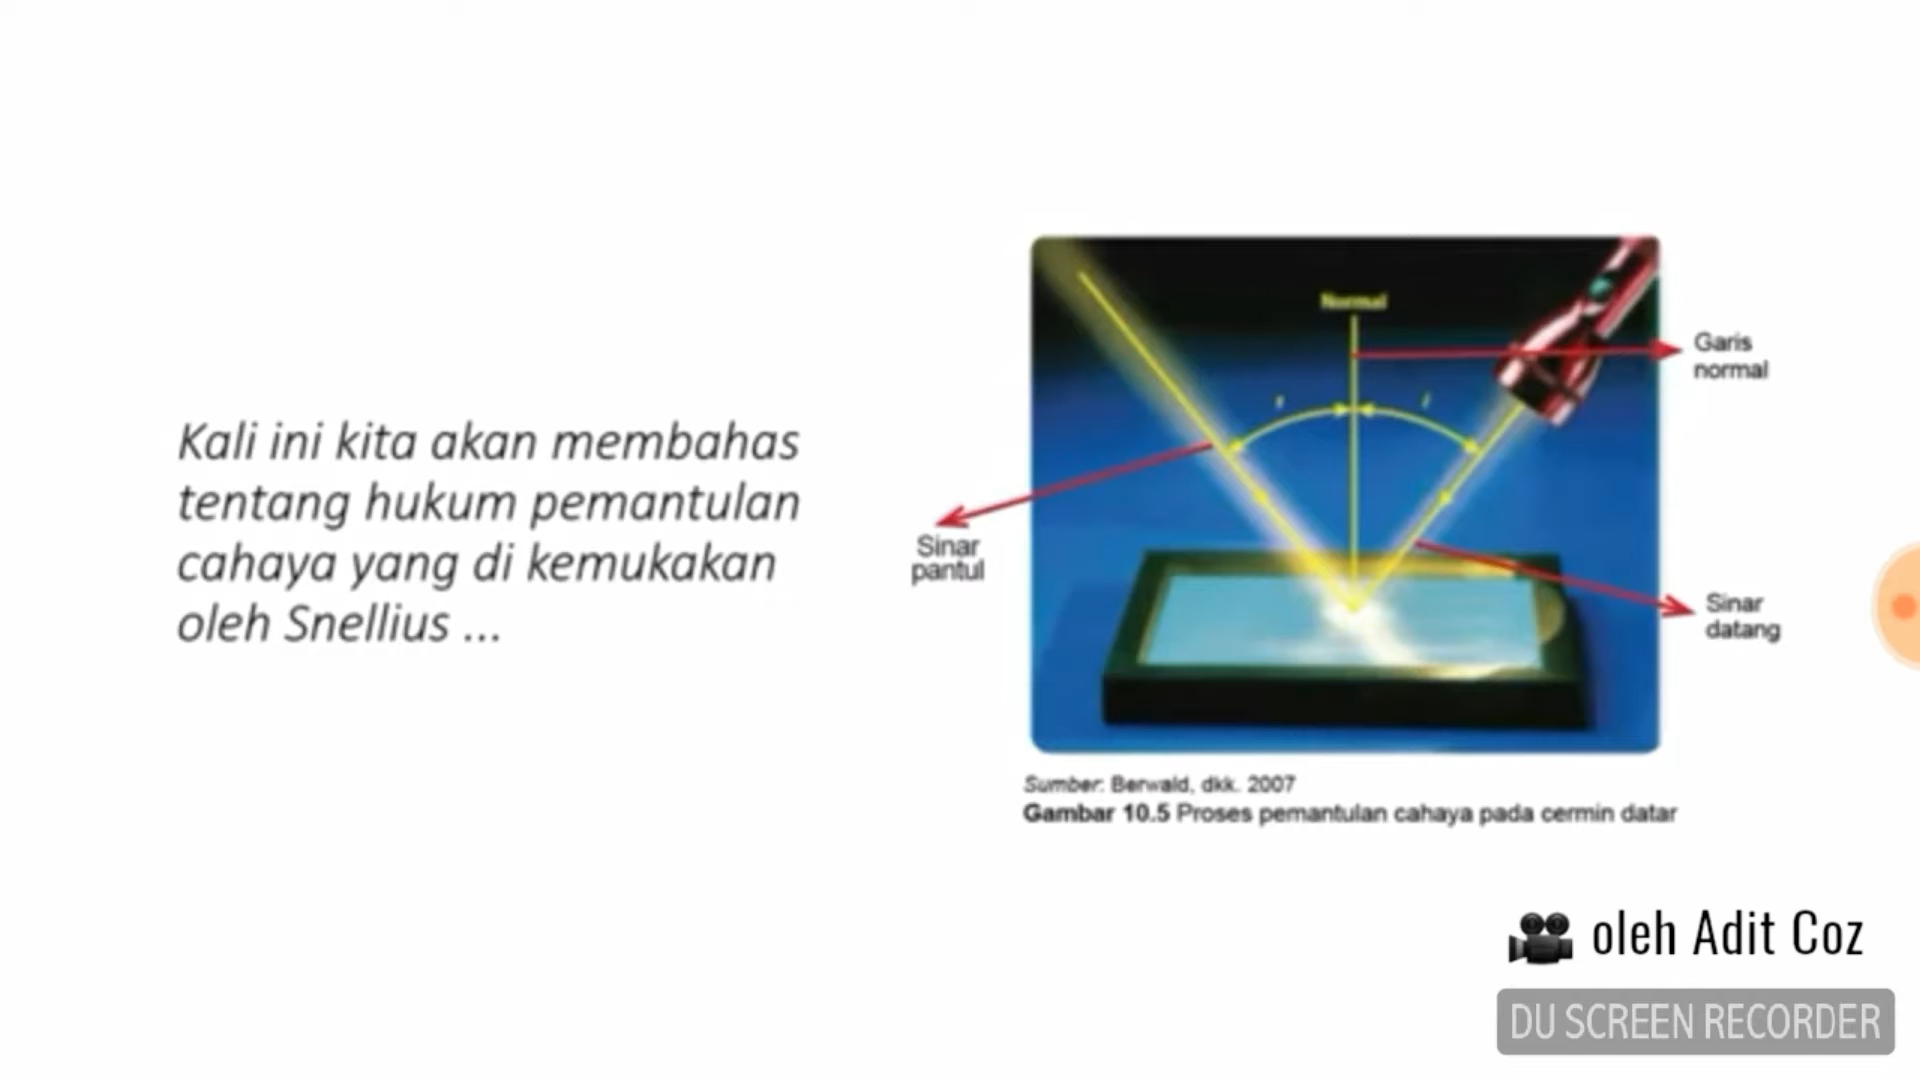 Kali ini kita akan membahas
tentang hukum pemantulan
cahaya yang di kemukakan
oleh Snellius ...
Normal
Garis
normal
Sinar
pantul
Sinar
datang
Sumber: Berwald, dkk. 2007
Gambar 10.5 Proses pemantulan cahaya pada cermin datar
oleh Adit Coz
DU SCREEN RECORDER